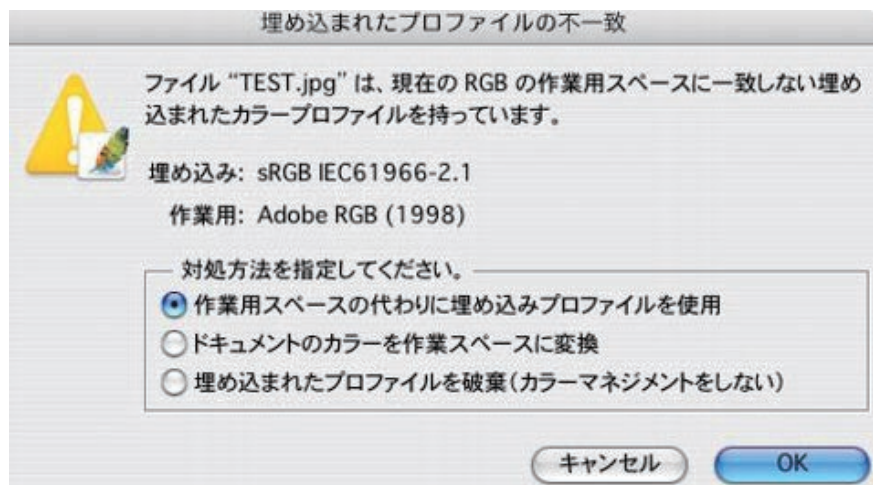 埋め込まれたプロファイルの不一致
ファイル “TEST.jpg” は、現在の RGB の作業用スペースに一致しない埋め
込まれたカラープロファイルを持っています。
埋め込み: sRGB IEC61966-2.1
作業用: Adobe RGB (1998)
対処方法を指定してください。
作業用スペースの代わりに埋め込みプロファイルを使用
ドキュメントのカラーを作業スペースに変換
埋め込まれたプロファイルを破棄(カラーマネジメントをしない)
キャンセル OK